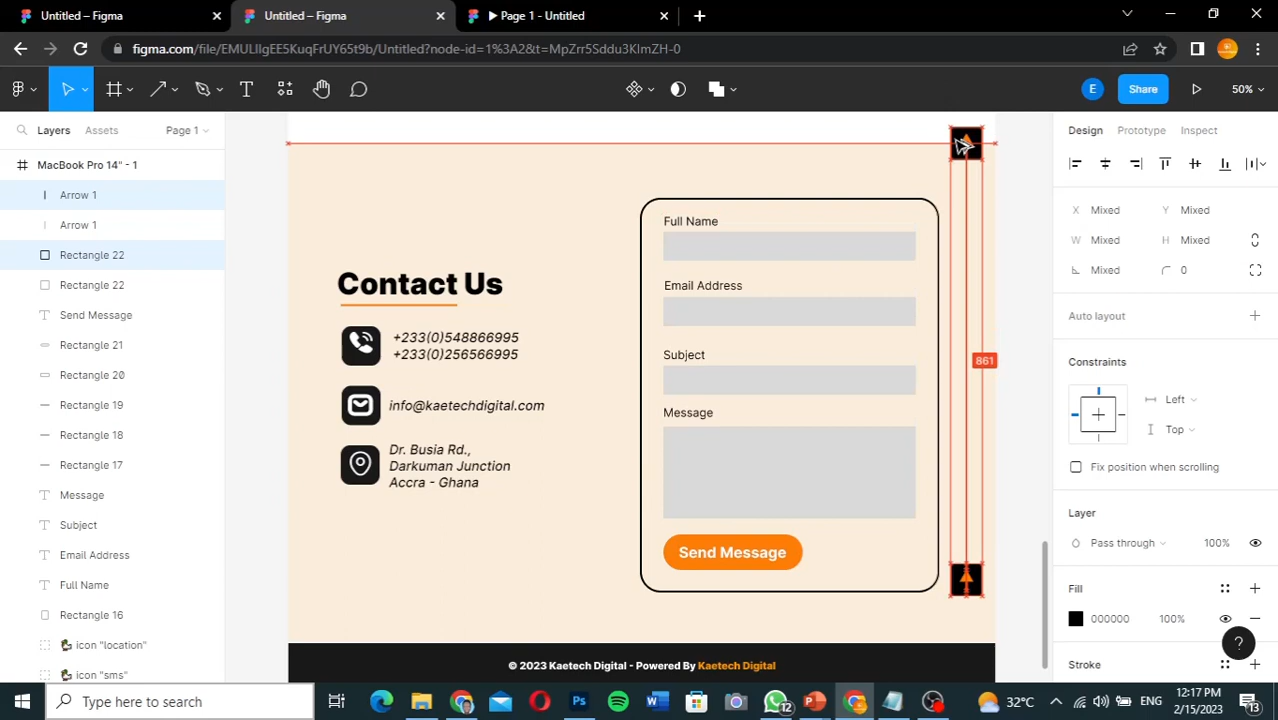 Untitled – Figma
Untitled – Figma
Page 1 - Untitled
figma.com/file/EMULIlgEE5KuqFrUY65t9b/Untitled?node-id=1%3A2&t=MpZrr5Sddu3KlmZH-0
E
Share
50%
Layers
Assets
Page 1
MacBook Pro 14" - 1
Arrow 1
Arrow 1
Rectangle 22
Rectangle 22
Send Message
Rectangle 21
Rectangle 20
Rectangle 19
Rectangle 18
Rectangle 17
Message
Subject
Email Address
Full Name
Rectangle 16
icon "location"
icon "sms"
Contact Us
+233(0)548866995
+233(0)256566995
info@kaetechdigital.com
Dr. Busia Rd.,
Darkuman Junction
Accra - Ghana
Full Name
Email Address
Subject
Message
Send Message
861
© 2023 Kaetech Digital - Powered By Kaetech Digital
Design
Prototype
Inspect
X Mixed
Y Mixed
W Mixed
H Mixed
Mixed
0
Auto layout
Constraints
Left
Top
Fix position when scrolling
Layer
Pass through
100%
Fill
000000
100%
Stroke
?
Type here to search
Ps
12
32°C
ENG
12:17 PM
2/15/2023
13